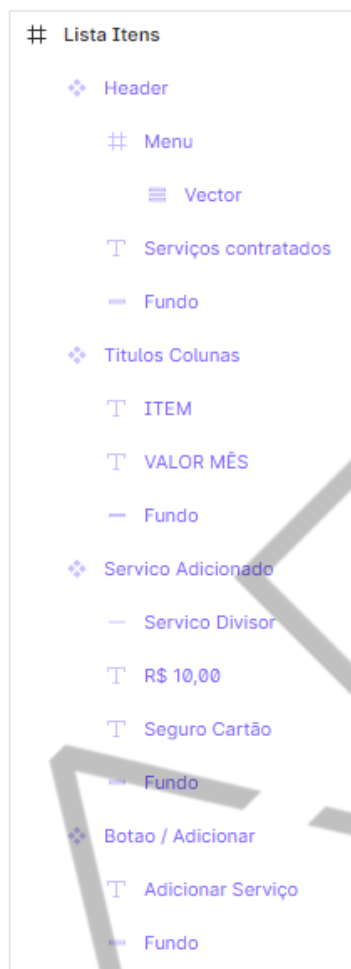 Lista Itens
Header
Menu
Vector
Serviços contratados
Fundo
Titulos Colunas
ITEM
VALOR MÊS
Fundo
Servico Adicionado
Servico Divisor
R$ 10,00
Seguro Cartão
Fundo
Botao / Adicionar
Adicionar Serviço
Fundo